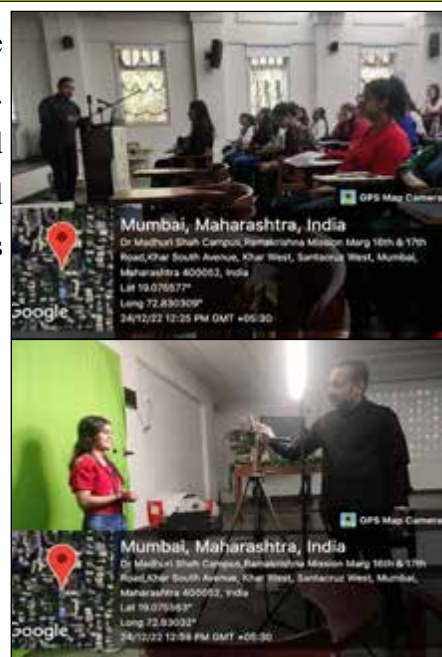 e
l
l
s
GPS Map Camera
Mumbai, Maharashtra, India
Dr Madhuri Shah Campus,Ramakrishna Mission Marg 16th & 17th
Road,Khar South Avenue, Khar West, Santacruz West, Mumbai,
Maharashtra 400052, India
Lat 19.075577°
Long 72.830309°
24/12/22 12:25 PM GMT +05:30
Google
GPS Map Camera
Mumbai, Maharashtra, India
Dr Madhuri Shah Campus,Ramakrishna Mission Marg 16th & 17th
Road,Khar South Avenue, Khar West, Santacruz West, Mumbai,
Maharashtra 400052, India
Lat 19.075563°
Long 72.83032°
24/12/22 12:59 PM GMT +05:30
Google